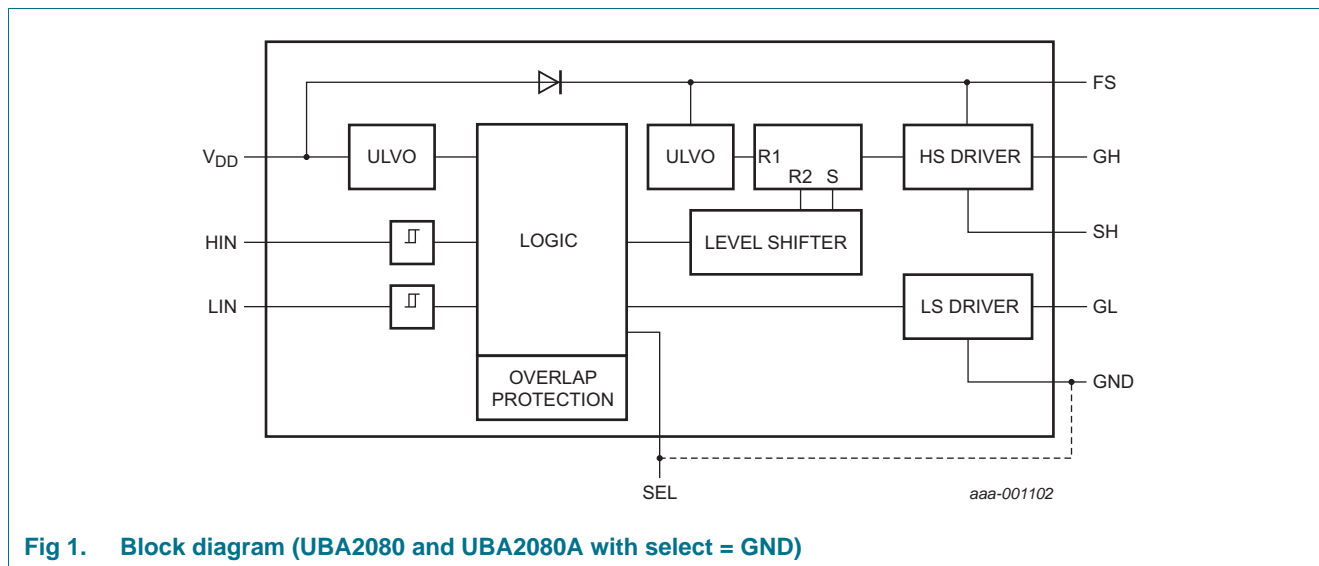 FS
V_DD
ULVO
ULVO
R1
R2 S
HS DRIVER
GH
HIN
LOGIC
LEVEL SHIFTER
SH
LIN
LS DRIVER
GL
OVERLAP
PROTECTION
GND
SEL
aaa-001102
Fig 1. Block diagram (UBA2080 and UBA2080A with select = GND)